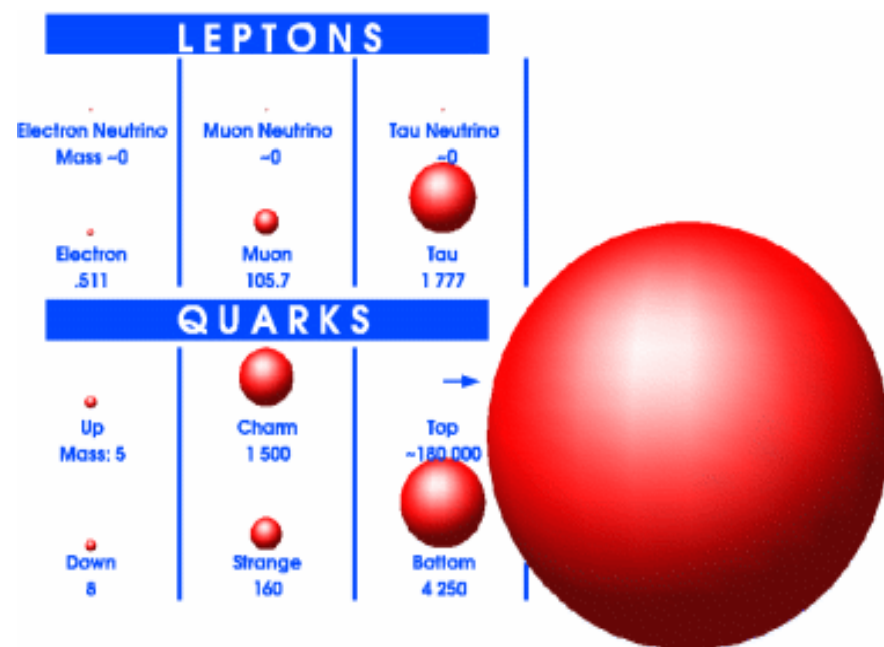 LEPTONS
Electron Neutrino Muon Neutrino Tau Neutrino
Mass ~0 ~0 ~0
Electron Muon Tau
.511 105.7 1 777
QUARKS
Up Charm Top
Mass: 5 1 500 ~180 000
Down Strange Bottom
8 160 4 250